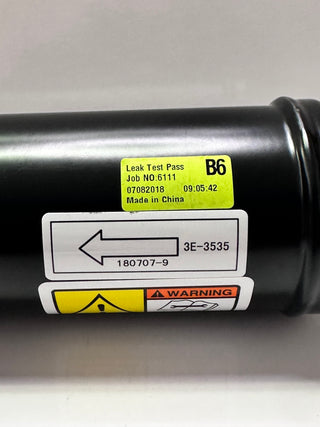 Leak Test Pass B6
Job NO:6111
07082018 09:05:42
Made in China
3E-3535
180707-9
WARNING